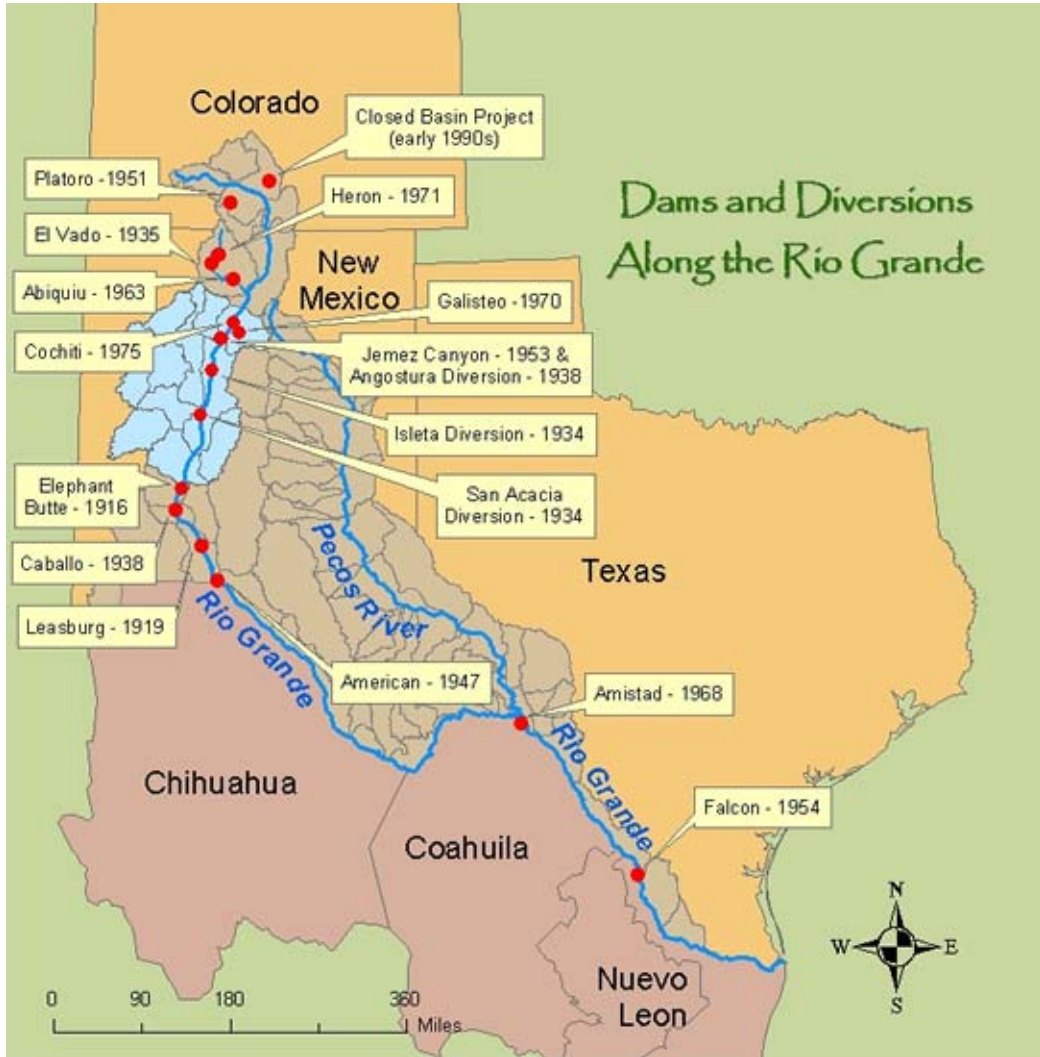 Colorado
Closed Basin Project
(early 1990s)
Platoro - 1951
Heron - 1971
Dams and Diversions
Along the Rio Grande
El Vado - 1935
New
Mexico
Abiquiu - 1963
Galisteo -1970
Cochiti - 1975
Jemez Canyon - 1953 &
Angostura Diversion - 1938
Isleta Diversion - 1934
Elephant
Butte - 1916
San Acacia
Diversion - 1934
Caballo - 1938
Pecos River
Texas
Leasburg - 1919
Rio Grande
American - 1947
Amistad - 1968
Rio Grande
Chihuahua
Falcon - 1954
Coahuila
N
W
E
S
Nuevo
Leon
0 90 180 360
Miles